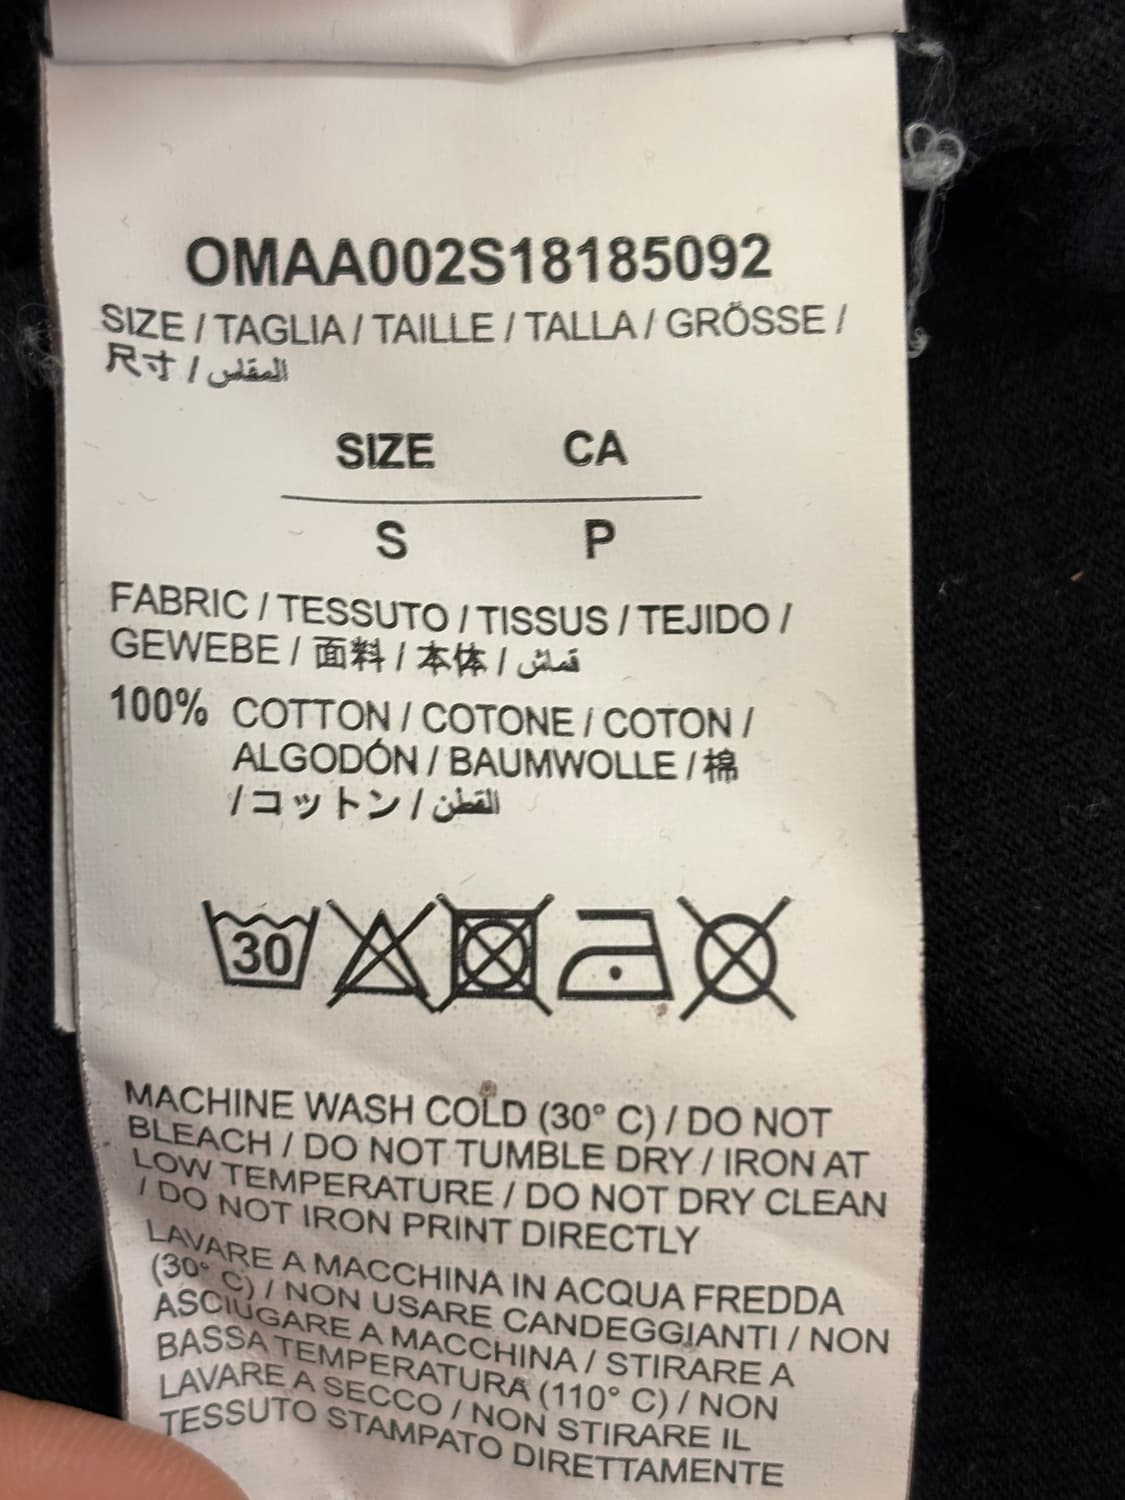 OMAA002S18185092
SIZE / TAGLIA / TAILLE / TALLA / GRÖSSE /
尺寸 / المقاس
SIZE CA
S P
FABRIC / TESSUTO / TISSUS / TEJIDO /
GEWEBE / 面料 / 本体 / قماش
100% COTTON / COTONE / COTON /
ALGODÓN / BAUMWOLLE / 棉
/ コットン / القطن
30
MACHINE WASH COLD (30° C) / DO NOT
BLEACH / DO NOT TUMBLE DRY / IRON AT
LOW TEMPERATURE / DO NOT DRY CLEAN
/ DO NOT IRON PRINT DIRECTLY
LAVARE A MACCHINA IN ACQUA FREDDA
(30° C) / NON USARE CANDEGGIANTI / NON
ASCIUGARE A MACCHINA / STIRARE A
BASSA TEMPERATURA (110° C) / NON
LAVARE A SECCO / NON STIRARE IL
TESSUTO STAMPATO DIRETTAMENTE